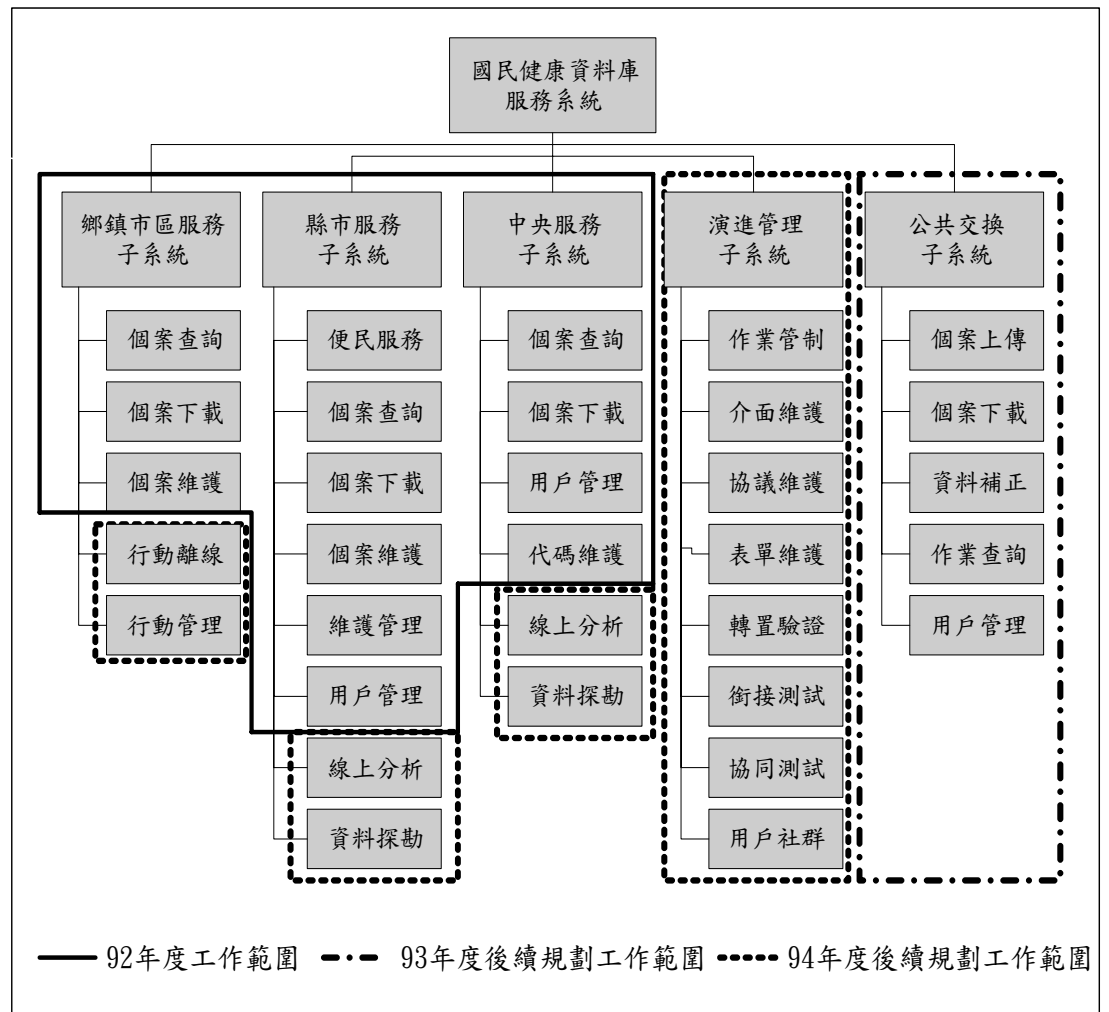 國民健康資料庫
服務系統
鄉鎮市區服務
子系統
個案查詢
個案下載
個案維護
行動離線
行動管理
縣市服務
子系統
便民服務
個案查詢
個案下載
個案維護
維護管理
用戶管理
線上分析
資料探勘
中央服務
子系統
個案查詢
個案下載
用戶管理
代碼維護
線上分析
資料探勘
演進管理
子系統
作業管制
介面維護
協議維護
表單維護
轉置驗證
銜接測試
協同測試
用戶社群
公共交換
子系統
個案上傳
個案下載
資料補正
作業查詢
用戶管理
92年度工作範圍
93年度後續規劃工作範圍
94年度後續規劃工作範圍